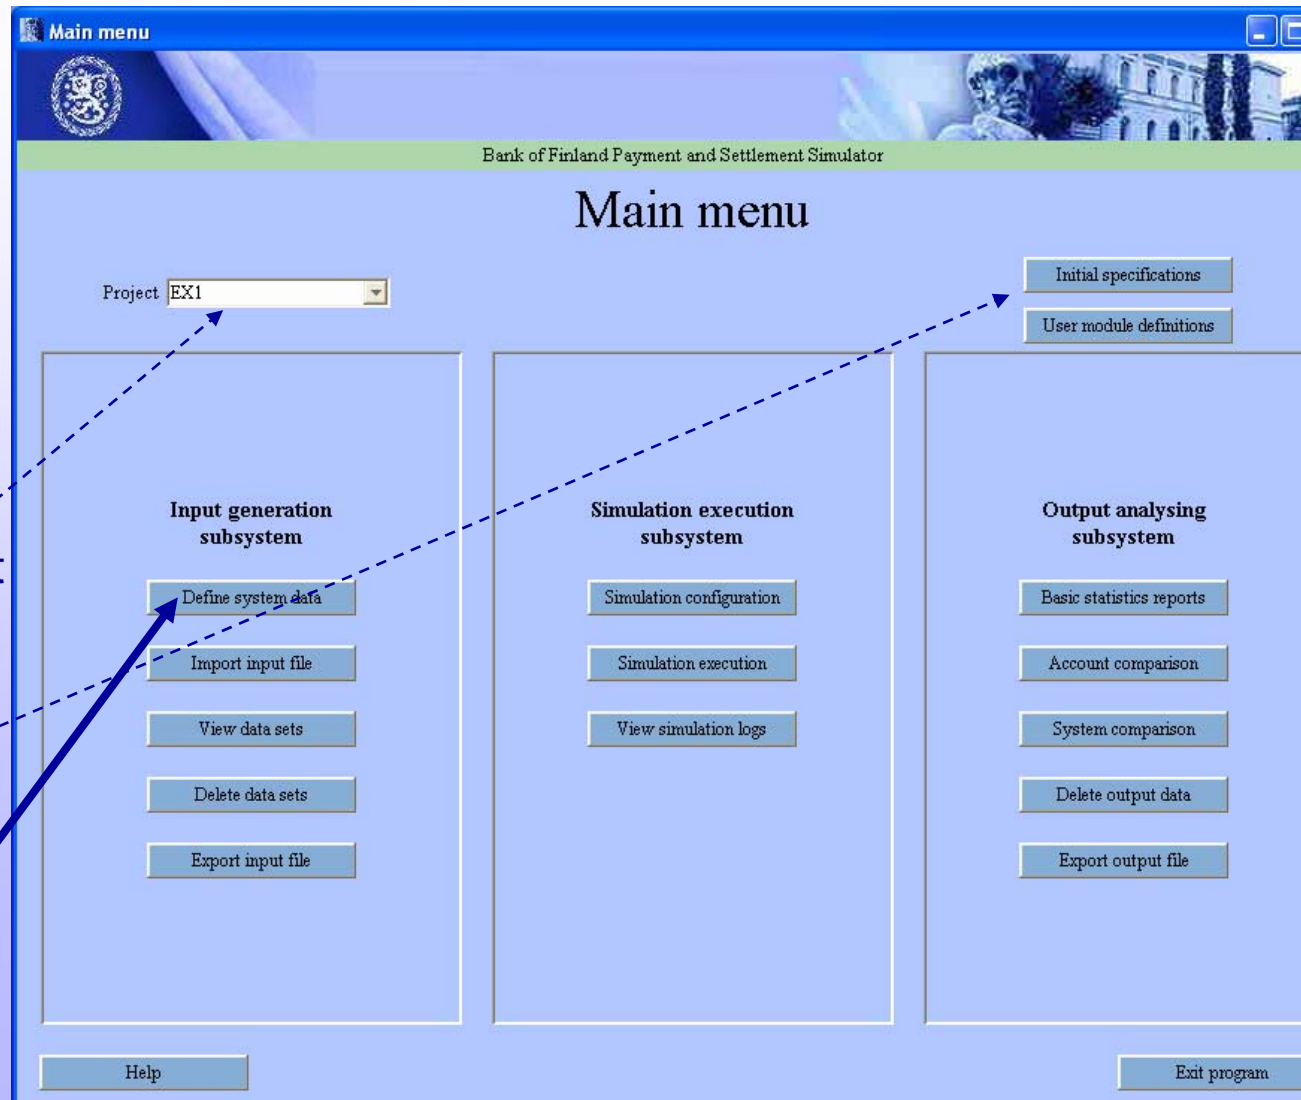 Main menu
Bank of Finland Payment and Settlement Simulator
Main menu
Project EX1
Initial specifications
User module definitions
Input generation
subsystem
Define system data
Import input file
View data sets
Delete data sets
Export input file
Simulation execution
subsystem
Simulation configuration
Simulation execution
View simulation logs
Output analysing
subsystem
Basic statistics reports
Account comparison
System comparison
Delete output data
Export output file
Help
Exit program